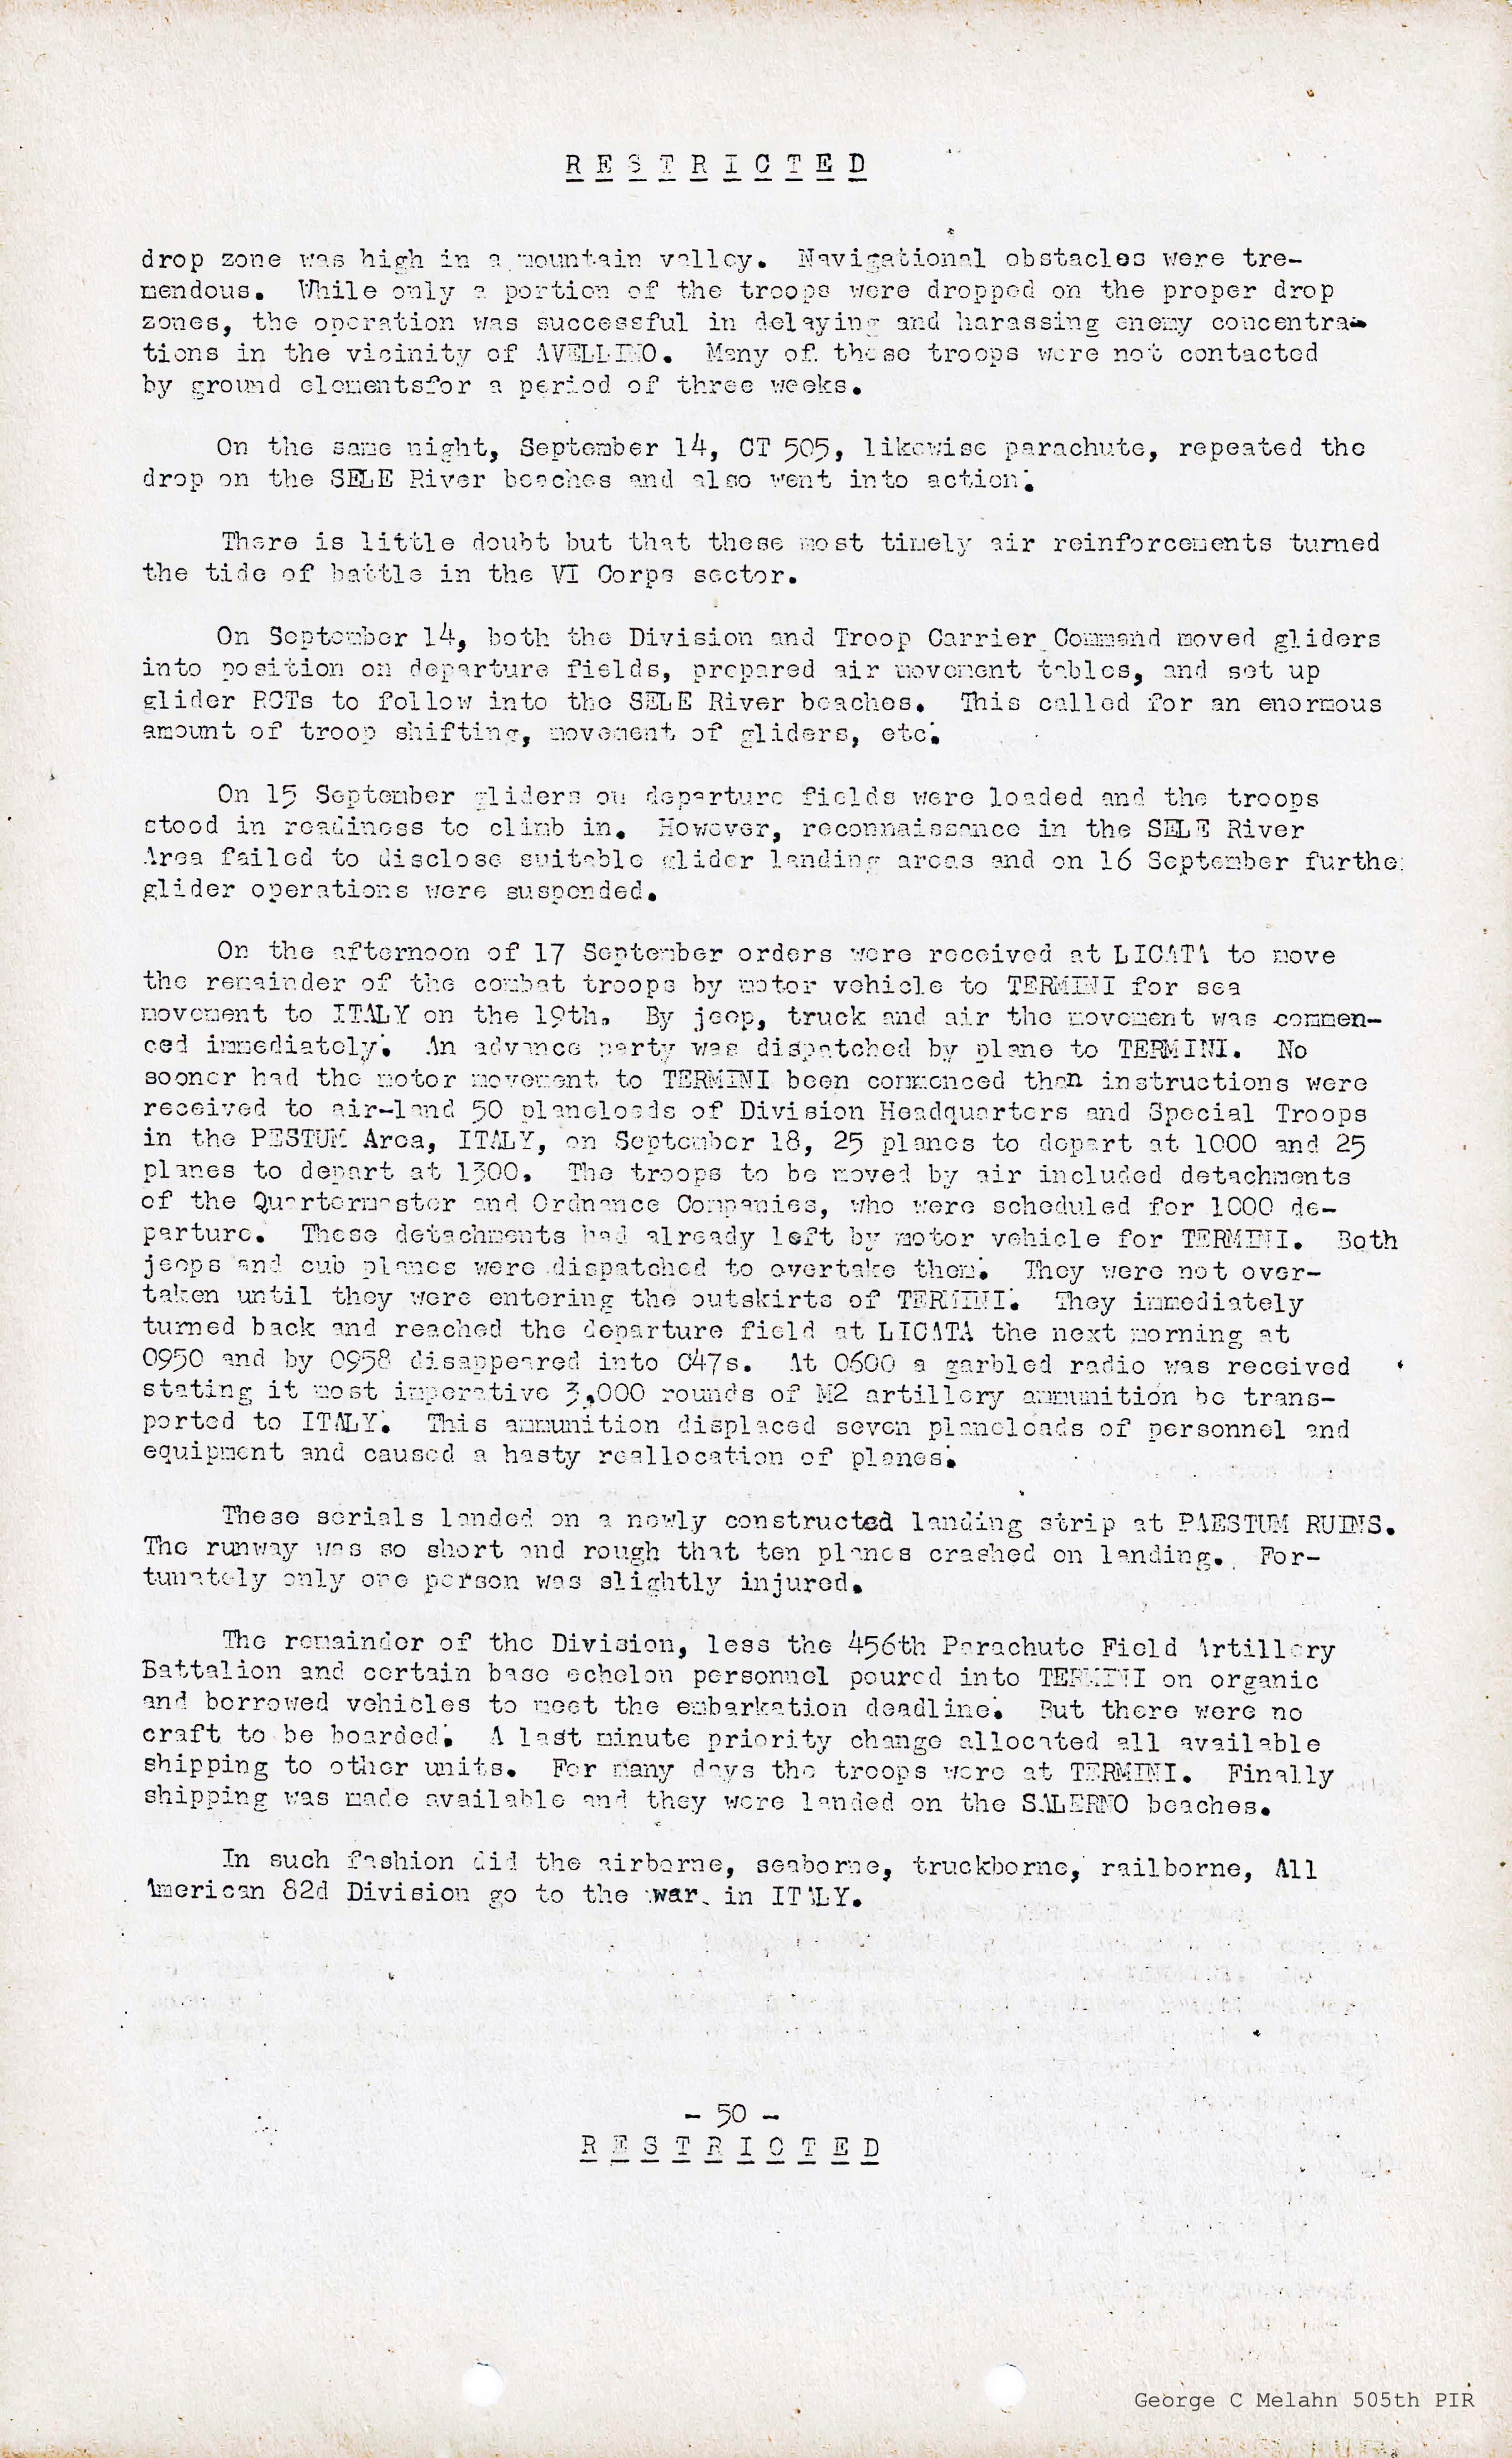 R E S T R I C T E D
drop zone was high in a mountain valley. Navigational obstacles were tre-
mendous. While only a portion of the troops were dropped on the proper drop
zones, the operation was successful in delaying and harassing enemy concentra-
tions in the vicinity of AVELLINO. Many of these troops were not contacted
by ground elementsfor a period of three weeks.
On the same night, September 14, CT 505, likewise parachute, repeated the
drop on the SELE River beaches and also went into action.
There is little doubt but that these most timely air reinforcements turned
the tide of battle in the VI Corps sector.
On September 14, both the Division and Troop Carrier Command moved gliders
into position on departure fields, prepared air movement tables, and set up
glider RCTs to follow into the SELE River beaches. This called for an enormous
amount of troop shifting, movement of gliders, etc.
On 15 September gliders on departure fields were loaded and the troops
stood in readiness to climb in. However, reconnaissance in the SELE River
Area failed to disclose suitable glider landing areas and on 16 September furthe
glider operations were suspended.
On the afternoon of 17 September orders were received at LICATA to move
the remainder of the combat troops by motor vehicle to TERMINI for sea
movement to ITALY on the 19th. By jeep, truck and air the movement was commen-
ced immediately. An advance party was dispatched by plane to TERMINI. No
sooner had the motor movement to TERMINI been commenced than instructions were
received to air-land 50 planeloads of Division Headquarters and Special Troops
in the PESTUM Area, ITALY, on September 18, 25 planes to depart at 1000 and 25
planes to depart at 1300. The troops to be moved by air included detachments
of the Quartermaster and Ordnance Companies, who were scheduled for 1000 de-
parture. These detachments had already left by motor vehicle for TERMINI. Both
jeeps and cub planes were dispatched to overtake them. They were not over-
taken until they were entering the outskirts of TERMINI. They immediately
turned back and reached the departure field at LICATA the next morning at
0950 and by 0958 disappeared into C47s. At 0600 a garbled radio was received
stating it most imperative 3,000 rounds of M2 artillery ammunition be trans-
ported to ITALY. This ammunition displaced seven planeloads of personnel and
equipment and caused a hasty reallocation of planes.
These serials landed on a newly constructed landing strip at PAESTUM RUINS.
The runway was so short and rough that ten planes crashed on landing. For-
tunately only one person was slightly injured.
The remainder of the Division, less the 456th Parachute Field Artillery
Battalion and certain base echelon personnel poured into TERMINI on organic
and borrowed vehicles to meet the embarkation deadline. But there were no
craft to be boarded. A last minute priority change allocated all available
shipping to other units. For many days the troops were at TERMINI. Finally
shipping was made available and they were landed on the SALERNO beaches.
In such fashion did the airborne, seaborne, truckborne, railborne, All
American 82d Division go to the war in ITALY.
- 50 -
R E S T R I C T E D
George C Melahn 505th PIR